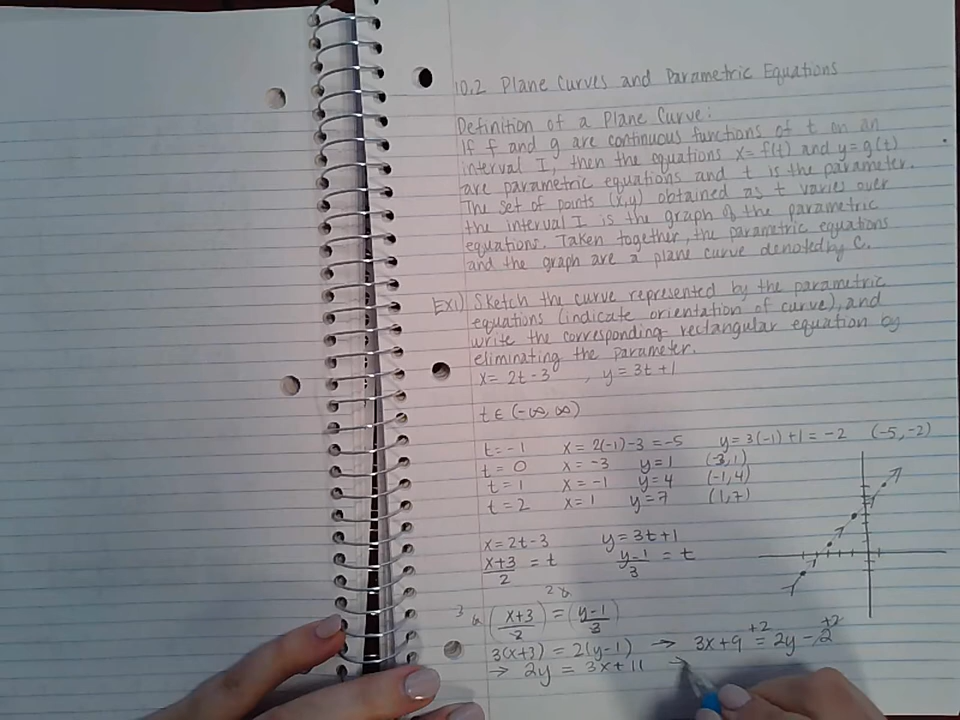 10.2 Plane Curves and Parametric Equations
Definition of a Plane Curve:
If f and g are continuous functions of t on an
interval I, then the equations x=f(t) and y=g(t)
are parametric equations and t is the parameter.
The set of points (x,y) obtained as t varies over
the interval I is the graph of the parametric
equations. Taken together, the parametric equations
and the graph are a plane curve denoted by C.
EX1) Sketch the curve represented by the parametric
equations (indicate orientation of curve), and
write the corresponding rectangular equation by
eliminating the parameter.
x= 2t-3 , y=3t+1
t∈(-∞,∞)
t=-1 x=2(-1)-3=-5 y=3(-1)+1=-2 (-5,-2)
t=0 x=-3 y=1 (-3,1)
t=1 x=-1 y=4 (-1,4)
t=2 x=1 y=7 (1,7)
x=2t-3 y=3t+1
(x+3)/2 = t (y-1)/3 = t
3·2((x+3)/2) = ((y-1)/3)2·3
3(x+3) = 2(y-1) → 3x+9 +2 = 2y-2 +2
→ 2y = 3x+11 →